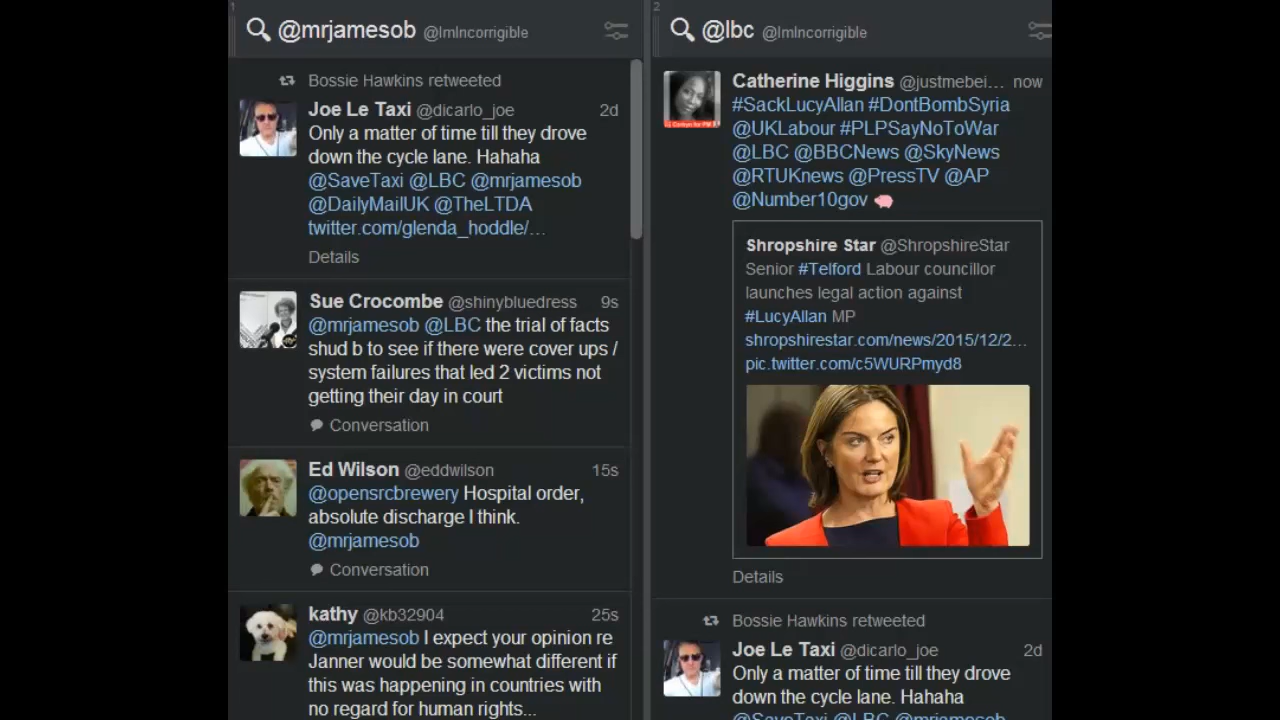 1
@mrjamesob @ImIncorrigible
Bossie Hawkins retweeted
Joe Le Taxi @dicarlo_joe 2d
Only a matter of time till they drove
down the cycle lane. Hahaha
@SaveTaxi @LBC @mrjamesob
@DailyMailUK @TheLTDA
twitter.com/glenda_hoddle/...
Details
Sue Crocombe @shinybluedress 9s
@mrjamesob @LBC the trial of facts
shud b to see if there were cover ups /
system failures that led 2 victims not
getting their day in court
Conversation
Ed Wilson @eddwilson 15s
@opensrcbrewery Hospital order,
absolute discharge I think.
@mrjamesob
Conversation
kathy @kb32904 25s
@mrjamesob I expect your opinion re
Janner would be somewhat different if
this was happening in countries with
no regard for human rights...
2
@lbc @ImIncorrigible
Catherine Higgins @justmebei... now
#SackLucyAllan #DontBombSyria
@UKLabour #PLPSayNoToWar
@LBC @BBCNews @SkyNews
@RTUKnews @PressTV @AP
@Number10gov
Shropshire Star @ShropshireStar
Senior #Telford Labour councillor
launches legal action against
#LucyAllan MP
shropshirestar.com/news/2015/12/2...
pic.twitter.com/c5WURPmyd8
Details
Bossie Hawkins retweeted
Joe Le Taxi @dicarlo_joe 2d
Only a matter of time till they drove
down the cycle lane. Hahaha
@SaveTaxi @LBC @mrjamesob